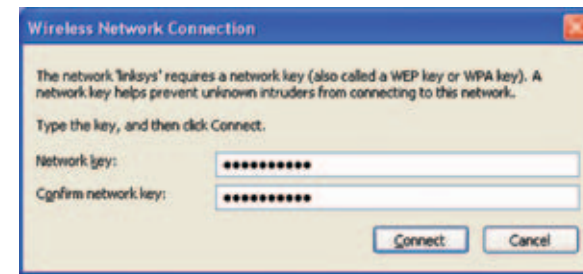 Wireless Network Connection
The network 'linksys' requires a network key (also called a WEP key or WPA key). A
network key helps prevent unknown intruders from connecting to this network.
Type the key, and then click Connect.
Network key: ••••••••••
Confirm network key: ••••••••••
Connect Cancel